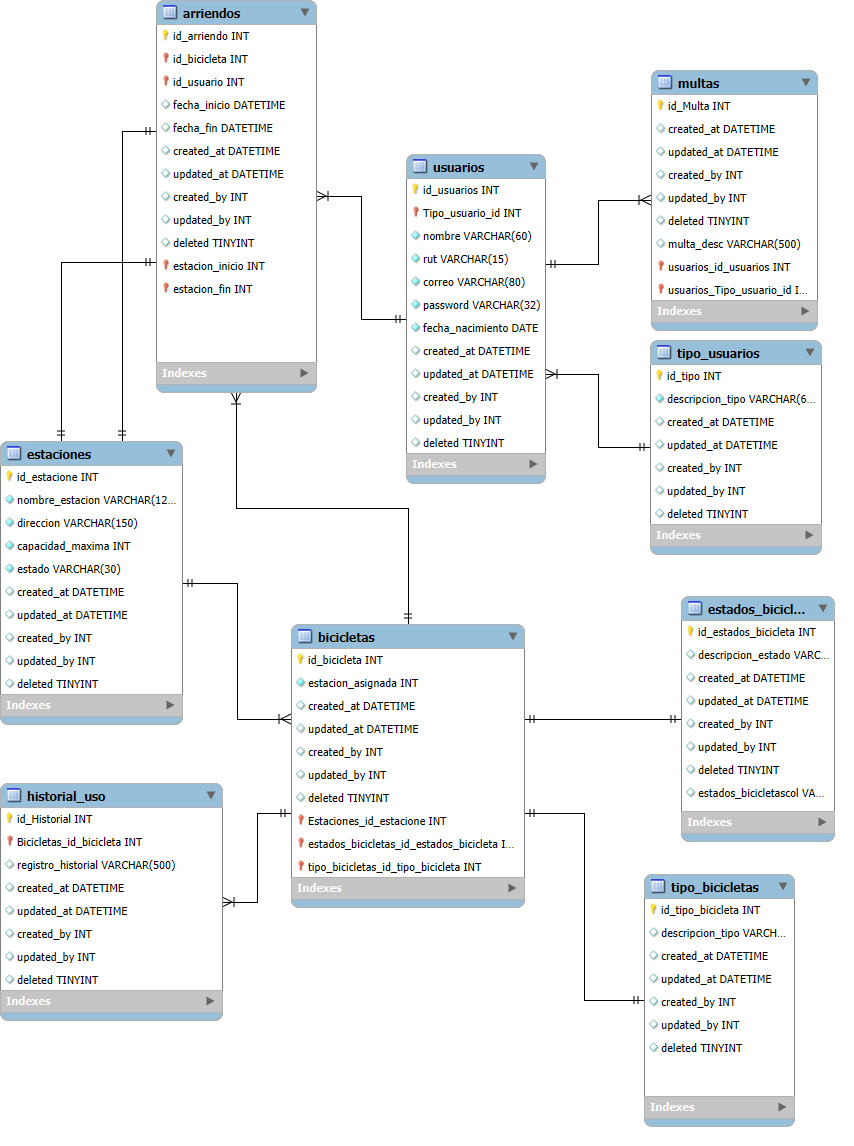 arriendos
id_arriendo INT
id_bicicleta INT
id_usuario INT
fecha_inicio DATETIME
fecha_fin DATETIME
created_at DATETIME
updated_at DATETIME
created_by INT
updated_by INT
deleted TINYINT
estacion_inicio INT
estacion_fin INT
Indexes
multas
id_Multa INT
created_at DATETIME
updated_at DATETIME
created_by INT
updated_by INT
deleted TINYINT
multa_desc VARCHAR(500)
usuarios_id_usuarios INT
usuarios_Tipo_usuario_id I...
Indexes
usuarios
id_usuarios INT
Tipo_usuario_id INT
nombre VARCHAR(60)
rut VARCHAR(15)
correo VARCHAR(80)
password VARCHAR(32)
fecha_nacimiento DATE
created_at DATETIME
updated_at DATETIME
created_by INT
updated_by INT
deleted TINYINT
Indexes
tipo_usuarios
id_tipo INT
descripcion_tipo VARCHAR(6...
created_at DATETIME
updated_at DATETIME
created_by INT
updated_by INT
deleted TINYINT
Indexes
estaciones
id_estacione INT
nombre_estacion VARCHAR(12...
direccion VARCHAR(150)
capacidad_maxima INT
estado VARCHAR(30)
created_at DATETIME
updated_at DATETIME
created_by INT
updated_by INT
deleted TINYINT
Indexes
bicicletas
id_bicicleta INT
estacion_asignada INT
created_at DATETIME
updated_at DATETIME
created_by INT
updated_by INT
deleted TINYINT
Estaciones_id_estacione INT
estados_bicicletas_id_estados_bicicleta I...
tipo_bicicletas_id_tipo_bicicleta INT
Indexes
estados_bicicl...
id_estados_bicicleta INT
descripcion_estado VARC...
created_at DATETIME
updated_at DATETIME
created_by INT
updated_by INT
deleted TINYINT
estados_bicicletascol VA...
Indexes
historial_uso
id_Historial INT
Bicicletas_id_bicicleta INT
registro_historial VARCHAR(500)
created_at DATETIME
updated_at DATETIME
created_by INT
updated_by INT
deleted TINYINT
Indexes
tipo_bicicletas
id_tipo_bicicleta INT
descripcion_tipo VARCH...
created_at DATETIME
updated_at DATETIME
created_by INT
updated_by INT
deleted TINYINT
Indexes